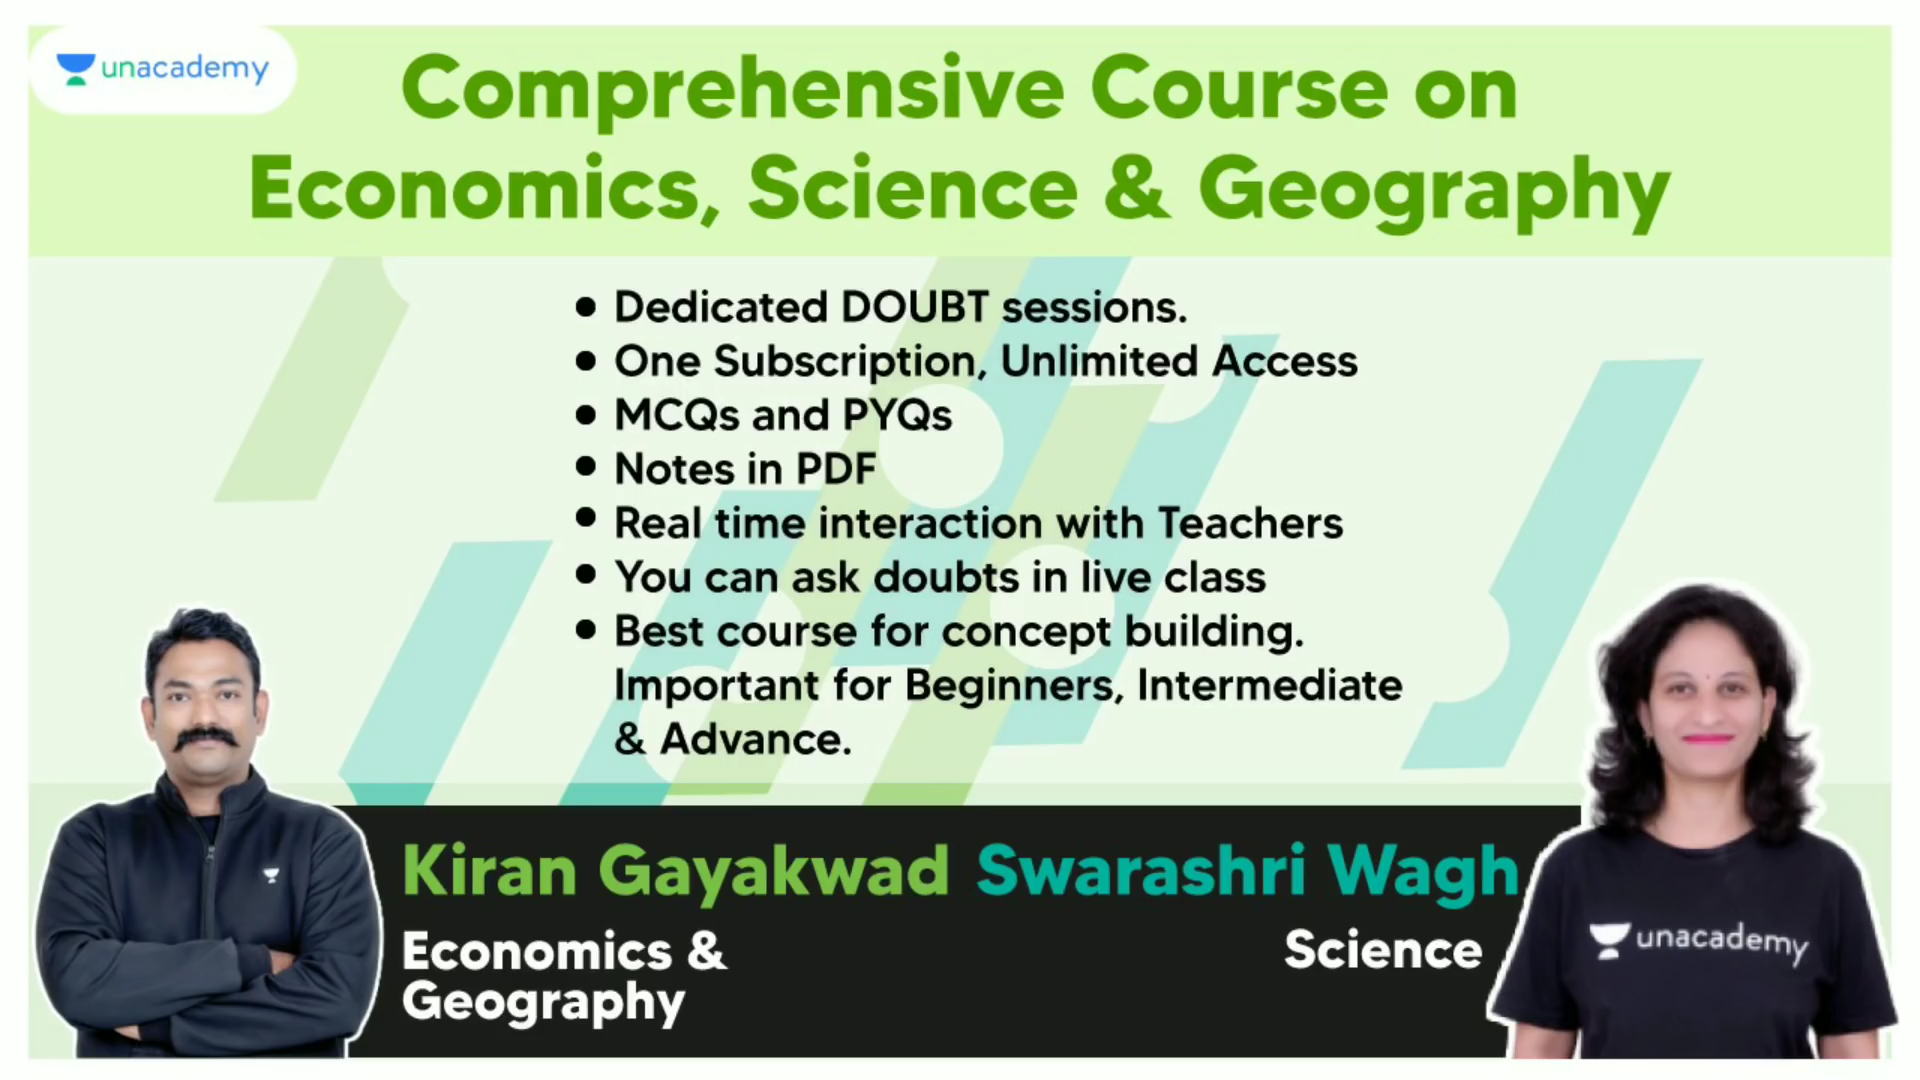 unacademy
Comprehensive Course on
Economics, Science & Geography
• Dedicated DOUBT sessions.
• One Subscription, Unlimited Access
• MCQs and PYQs
• Notes in PDF
• Real time interaction with Teachers
• You can ask doubts in live class
• Best course for concept building.
Important for Beginners, Intermediate
& Advance.
Kiran Gayakwad
Economics &
Geography
Swarashri Wagh
Science
unacademy